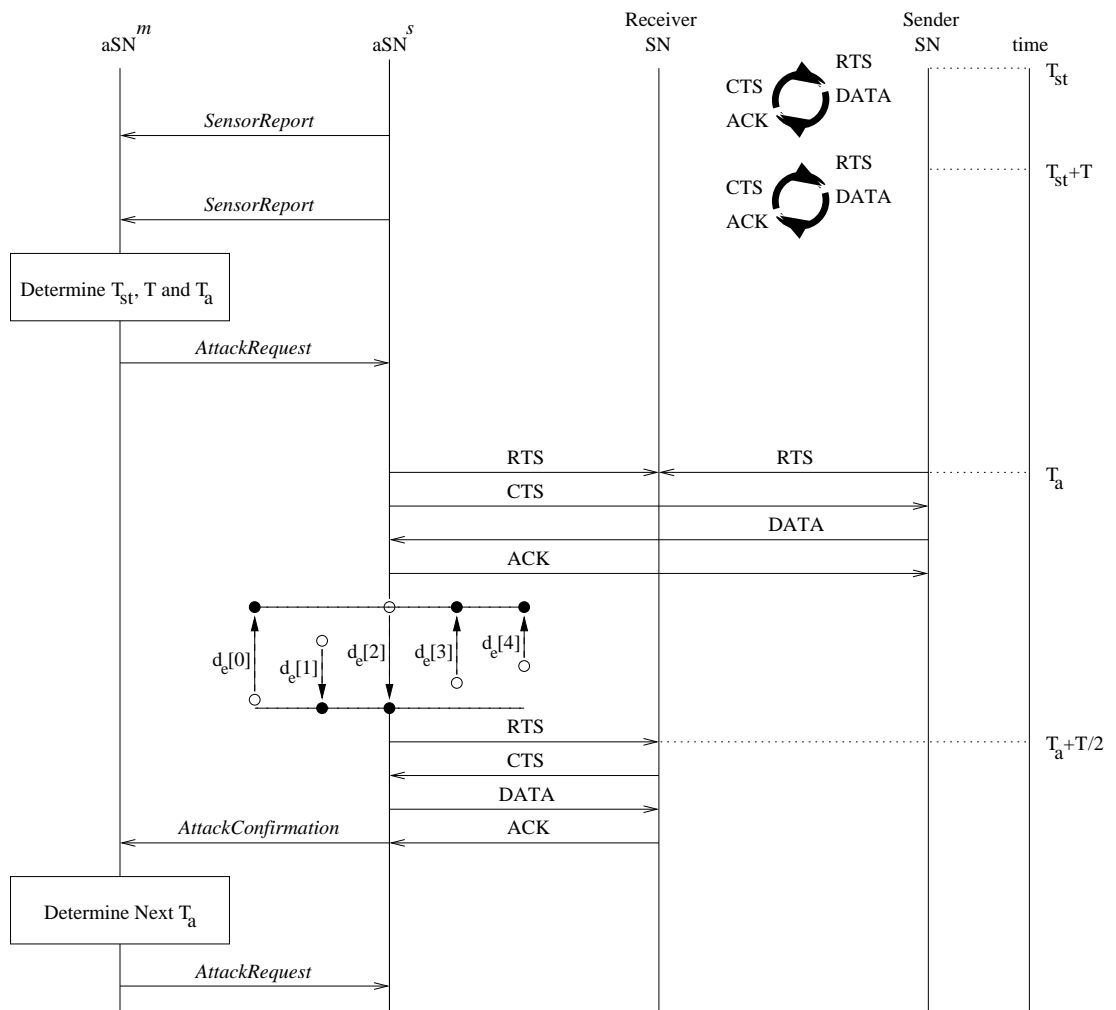 Receiver Sender
aSN^m aSN^s SN SN time
RTS T_st
CTS
DATA
ACK
SensorReport
RTS T_st+T
CTS
DATA
ACK
SensorReport
Determine T_st, T and T_a
AttackRequest
RTS RTS T_a
CTS
DATA
ACK
d_e[0] d_e[1] d_e[2] d_e[3] d_e[4]
RTS T_a+T/2
CTS
DATA
AttackConfirmation ACK
Determine Next T_a
AttackRequest